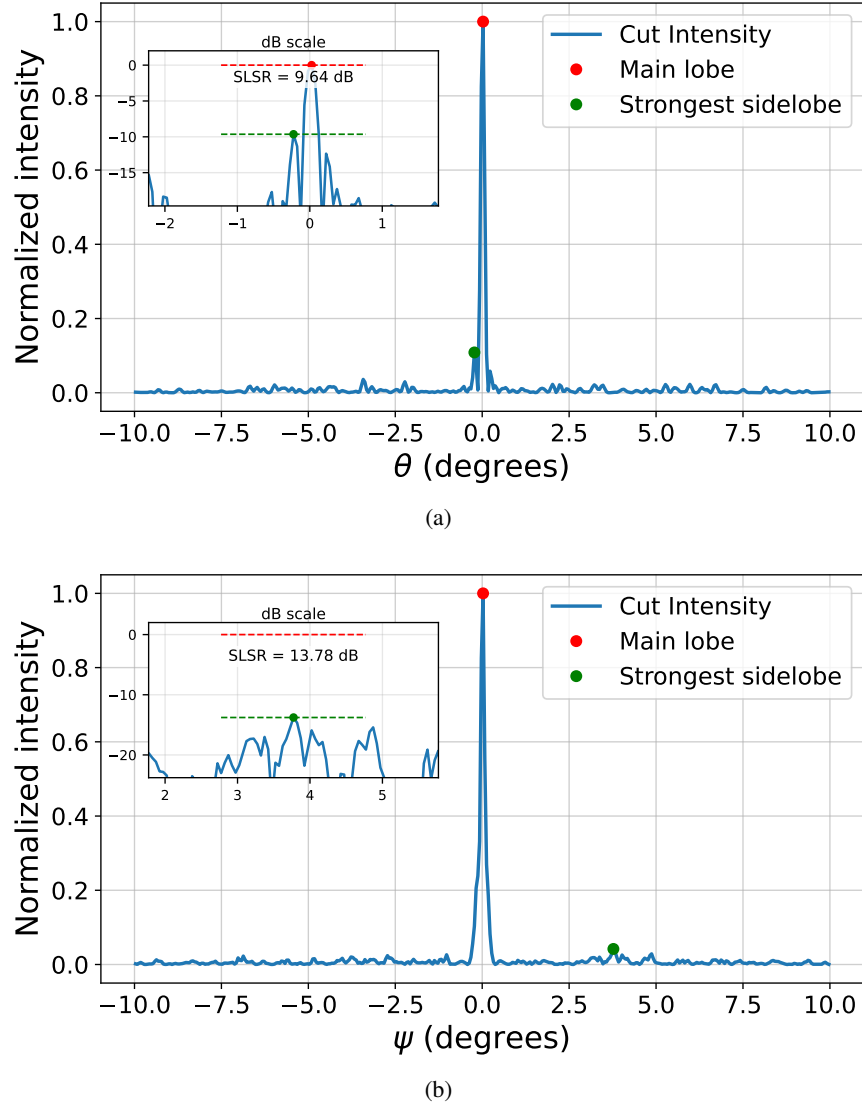 1.0
0.8
0.6
0.4
0.2
0.0
Normalized intensity
dB scale
0
−5
−10
−15
SLSR = 9.64 dB
−2 −1 0 1
Cut Intensity
Main lobe
Strongest sidelobe
−10.0 −7.5 −5.0 −2.5 0.0 2.5 5.0 7.5 10.0
θ (degrees)
(a)
1.0
0.8
0.6
0.4
0.2
0.0
Normalized intensity
dB scale
0
−10
−20
SLSR = 13.78 dB
2 3 4 5
Cut Intensity
Main lobe
Strongest sidelobe
−10.0 −7.5 −5.0 −2.5 0.0 2.5 5.0 7.5 10.0
ψ (degrees)
(b)